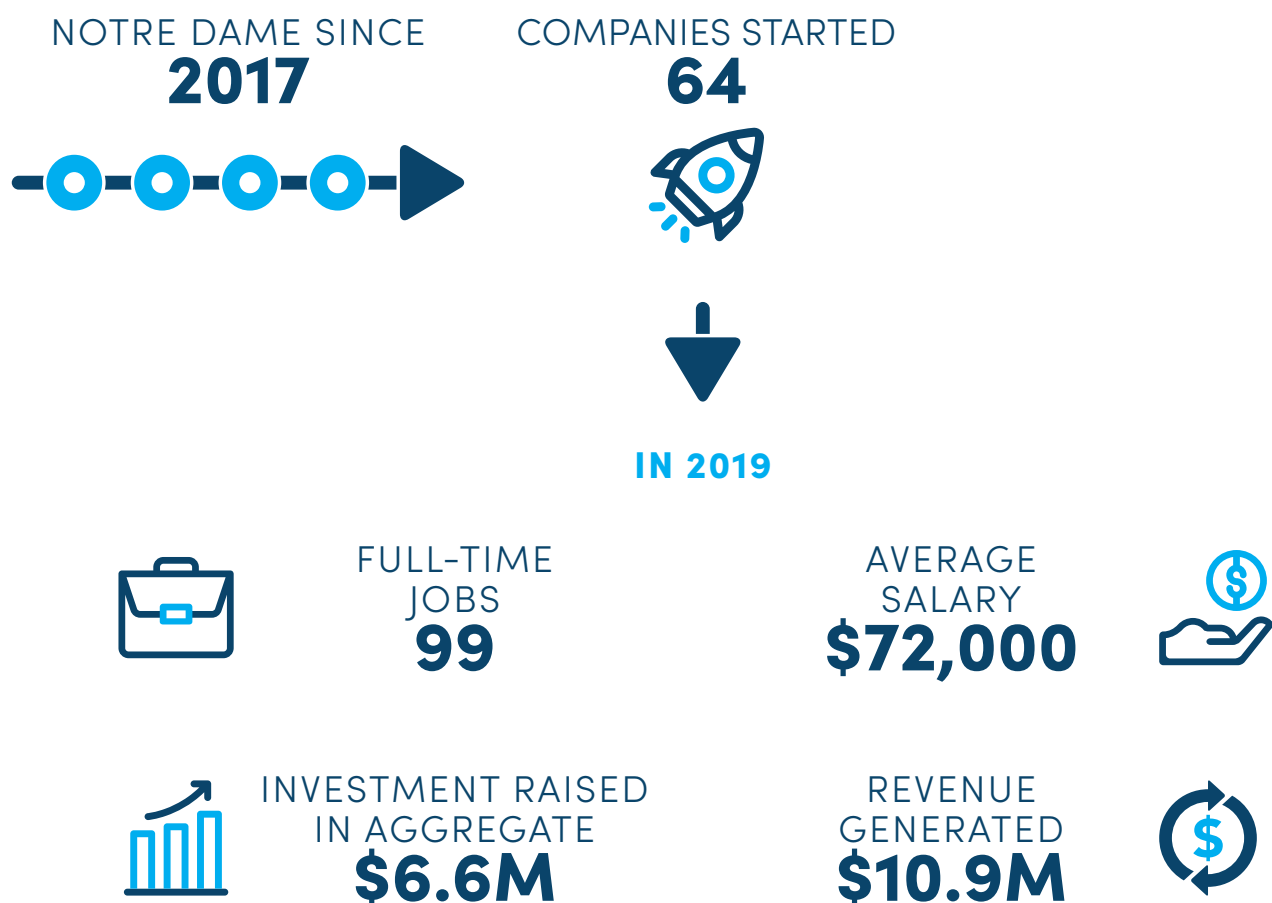 NOTRE DAME SINCE
2017
COMPANIES STARTED
64
IN 2019
FULL-TIME
JOBS
99
AVERAGE
SALARY
$72,000
$
INVESTMENT RAISED
IN AGGREGATE
$6.6M
REVENUE
GENERATED
$10.9M
$